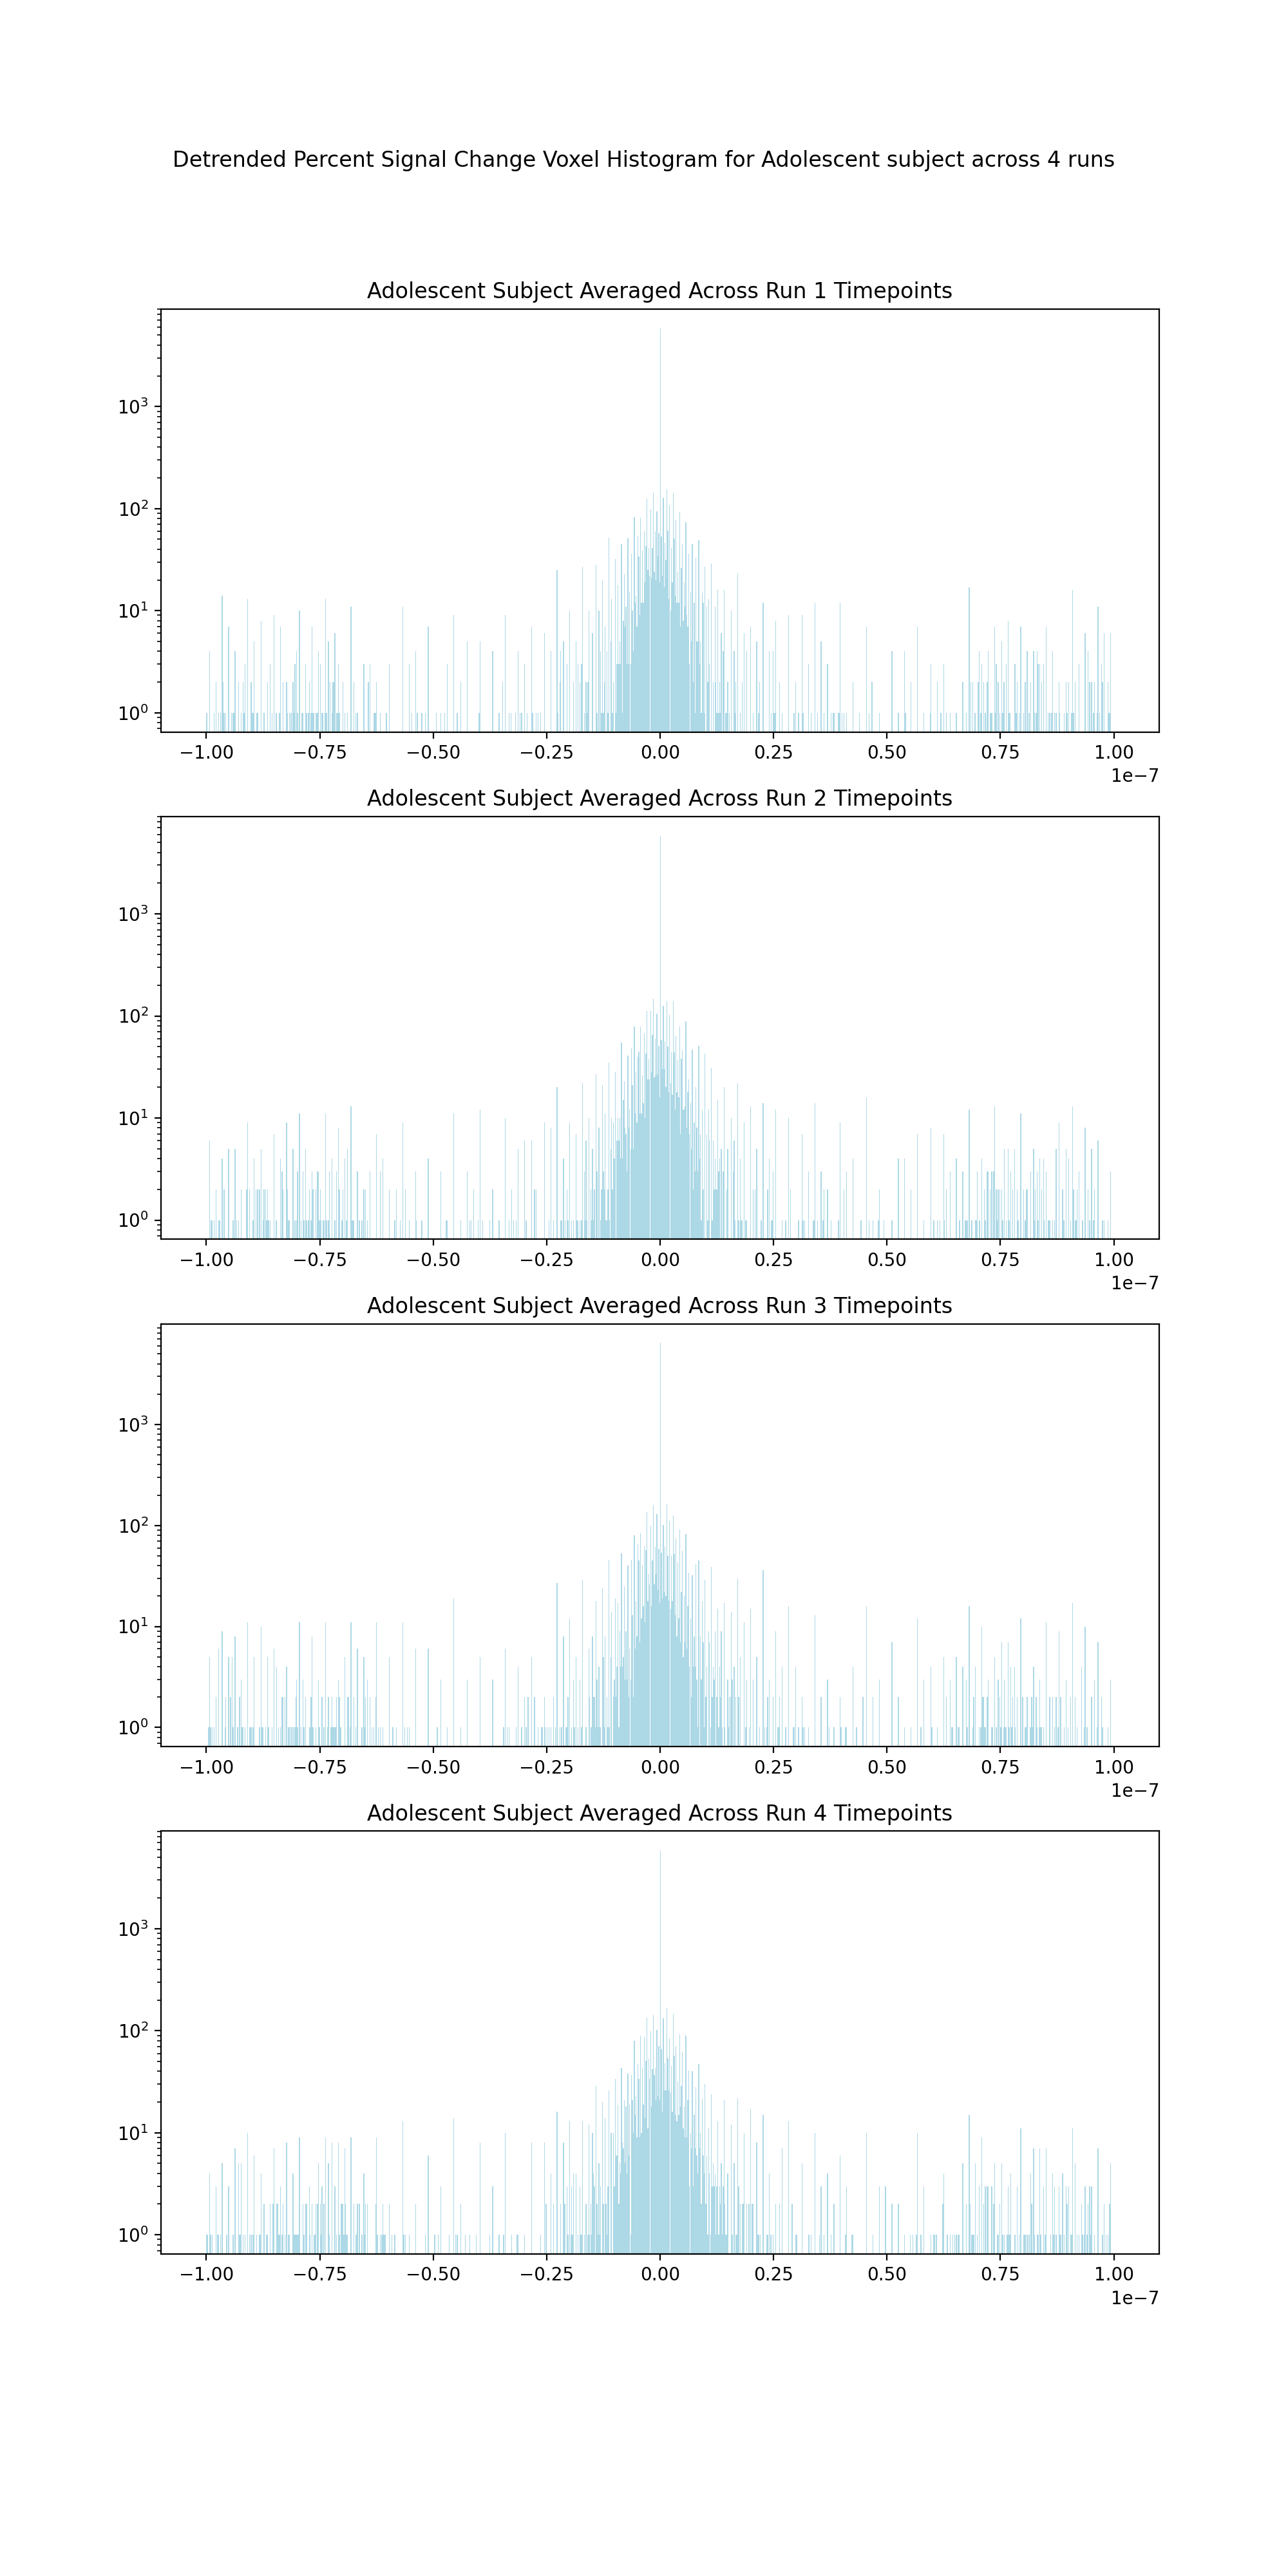 Detrended Percent Signal Change Voxel Histogram for Adolescent subject across 4 runs
Adolescent Subject Averaged Across Run 1 Timepoints
10³
10²
10¹
10⁰
−1.00 −0.75 −0.50 −0.25 0.00 0.25 0.50 0.75 1.00
1e−7
Adolescent Subject Averaged Across Run 2 Timepoints
10³
10²
10¹
10⁰
−1.00 −0.75 −0.50 −0.25 0.00 0.25 0.50 0.75 1.00
1e−7
Adolescent Subject Averaged Across Run 3 Timepoints
10³
10²
10¹
10⁰
−1.00 −0.75 −0.50 −0.25 0.00 0.25 0.50 0.75 1.00
1e−7
Adolescent Subject Averaged Across Run 4 Timepoints
10³
10²
10¹
10⁰
−1.00 −0.75 −0.50 −0.25 0.00 0.25 0.50 0.75 1.00
1e−7